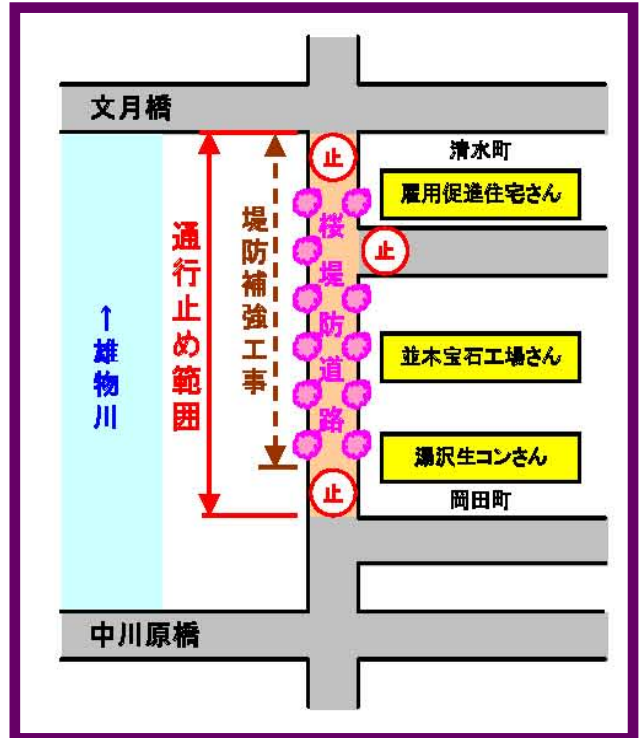 文月橋
清水町
止
雇用促進住宅さん
止
桜堤防道路
堤防補強工事
通行止め範囲
↑雄物川
並木宝石工場さん
湯沢生コンさん
止
岡田町
中川原橋